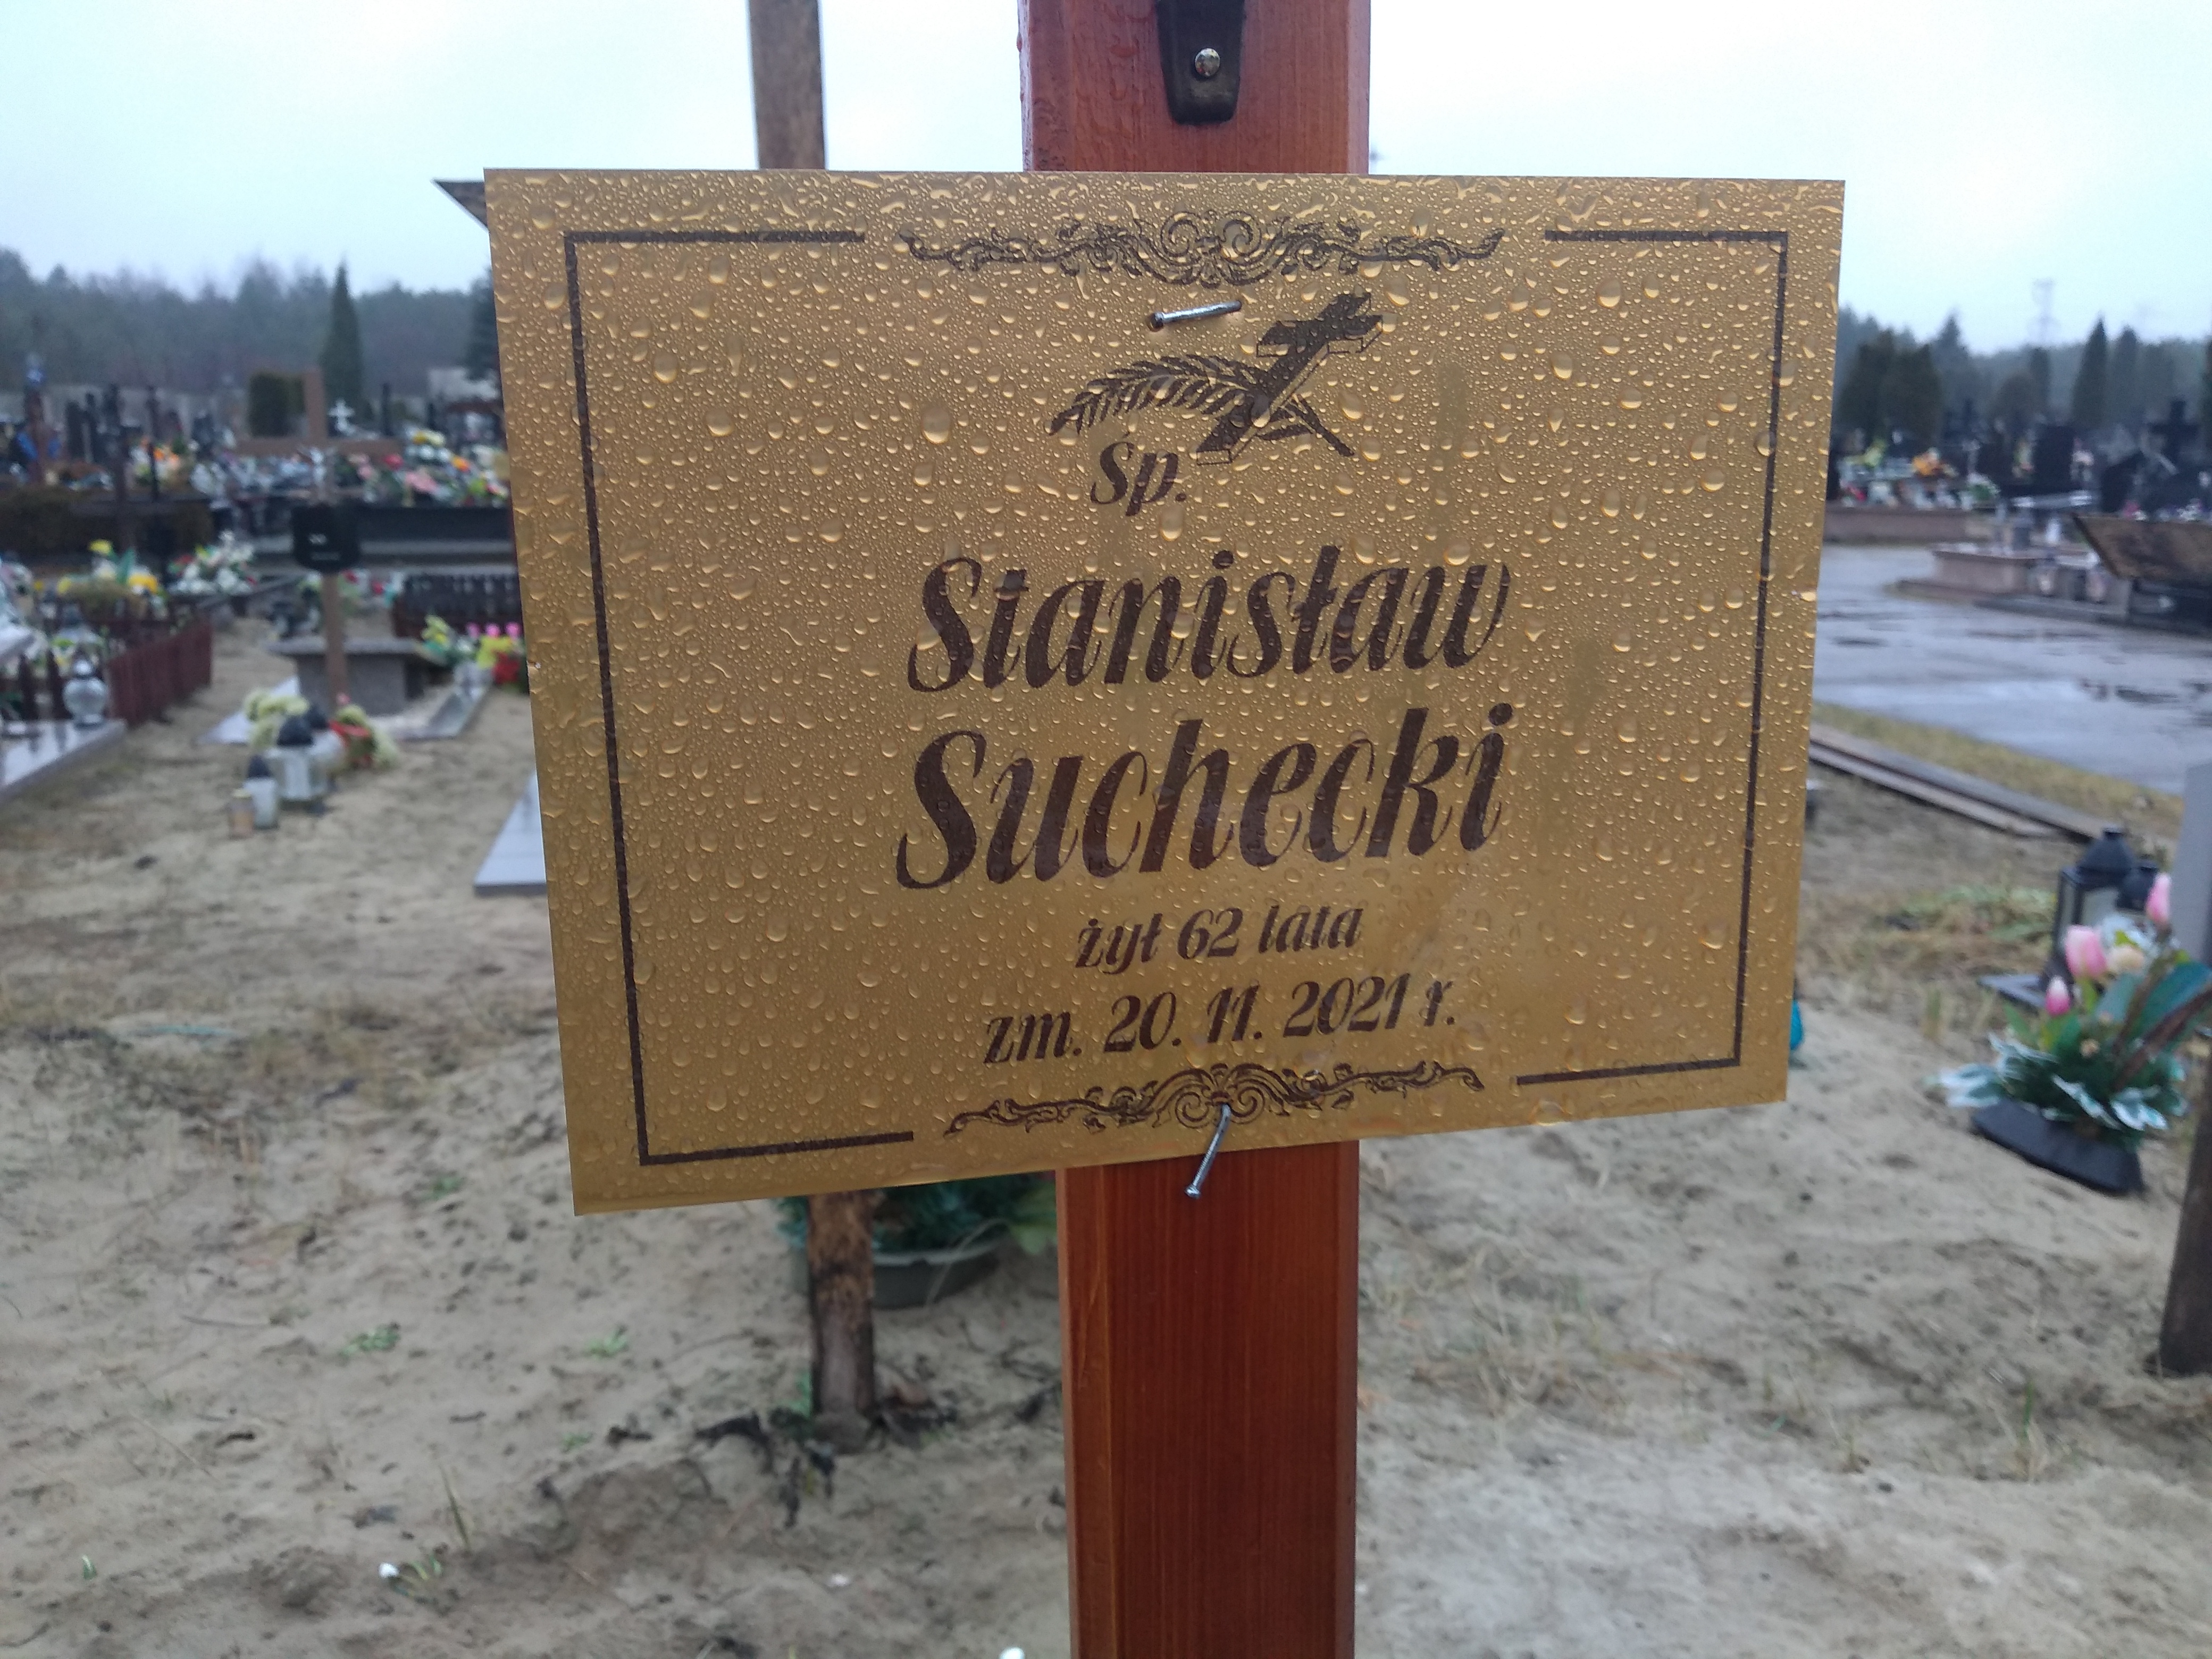 Śp.
Stanisław
Suchecki
żył 62 lata
zm. 20. 11. 2021 r.